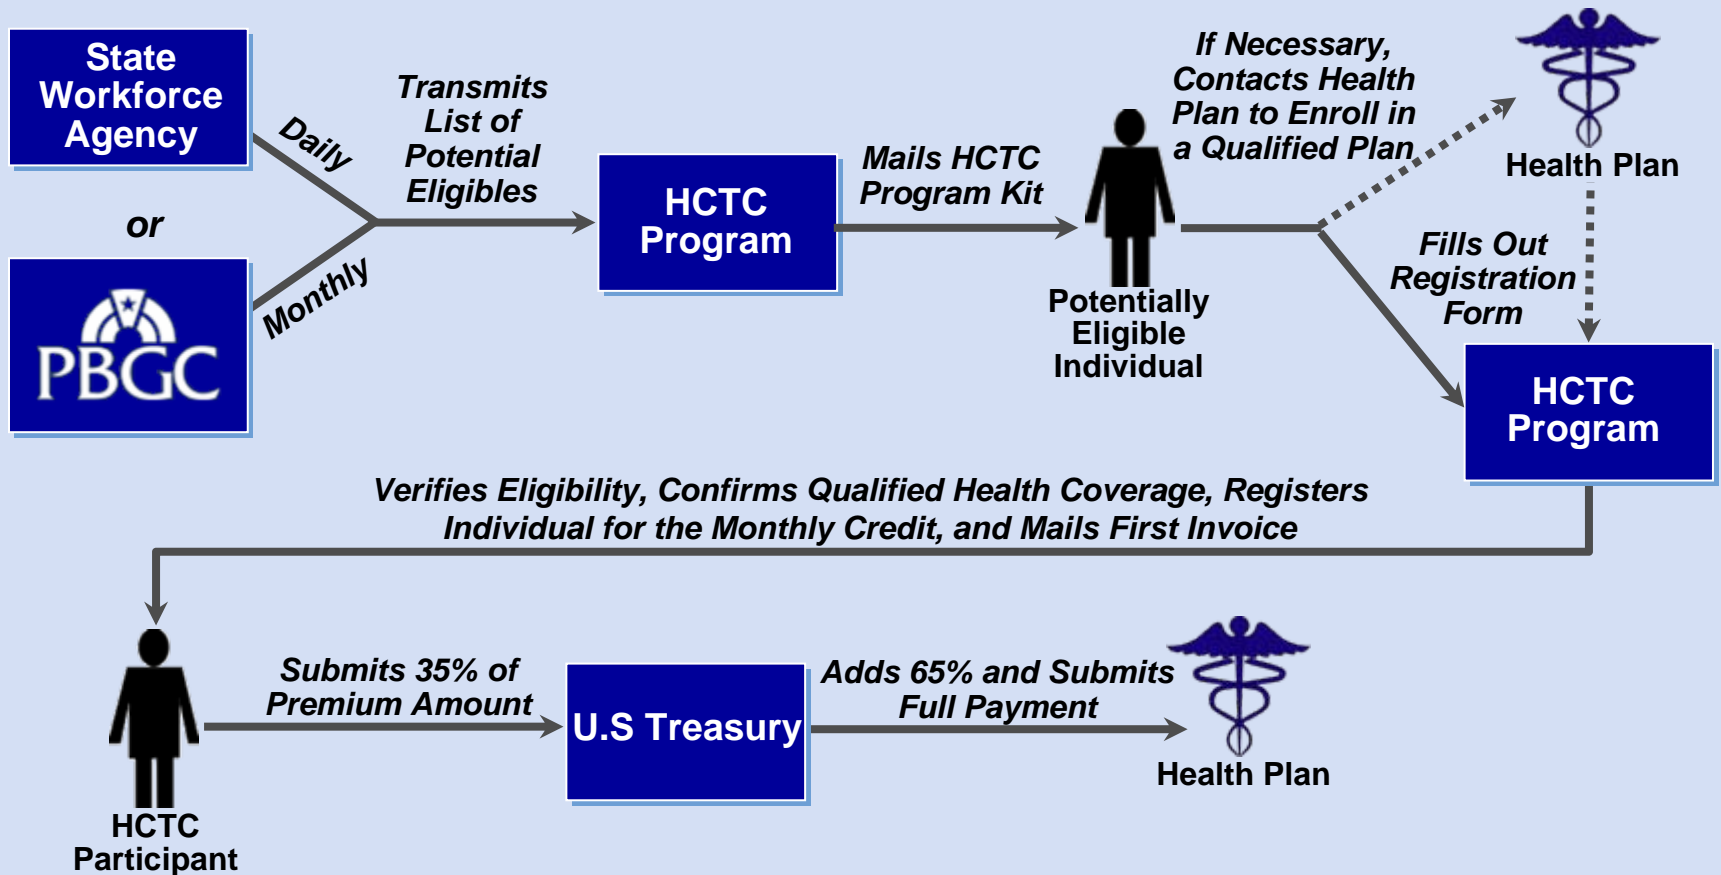 State
Workforce
Agency
or
PBGC
Daily
Monthly
Transmits
List of
Potential
Eligibles
HCTC
Program
Mails HCTC
Program Kit
Potentially
Eligible
Individual
If Necessary,
Contacts Health
Plan to Enroll in
a Qualified Plan
Health Plan
Fills Out
Registration
Form
HCTC
Program
Verifies Eligibility, Confirms Qualified Health Coverage, Registers
Individual for the Monthly Credit, and Mails First Invoice
HCTC
Participant
Submits 35% of
Premium Amount
U.S Treasury
Adds 65% and Submits
Full Payment
Health Plan